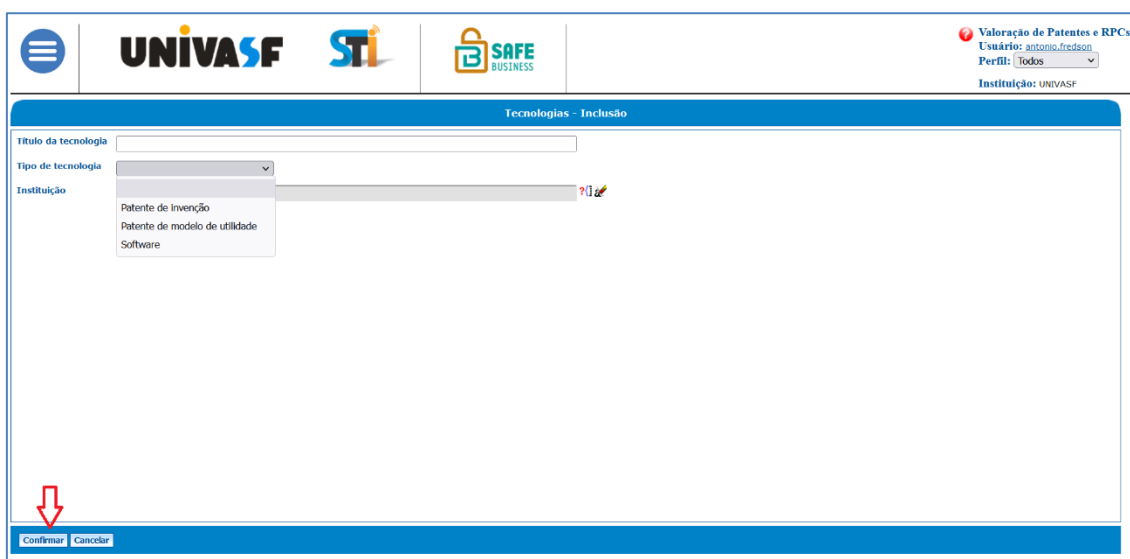 UNIVASF
STI
SAFE
BUSINESS
Valoração de Patentes e RPCs
Usuário: antonio.fredson
Perfil: Todos
Instituição: UNIVASF
Tecnologias - Inclusão
Título da tecnologia
Tipo de tecnologia
Instituição
Patente de invenção
Patente de modelo de utilidade
Software
Confirmar Cancelar